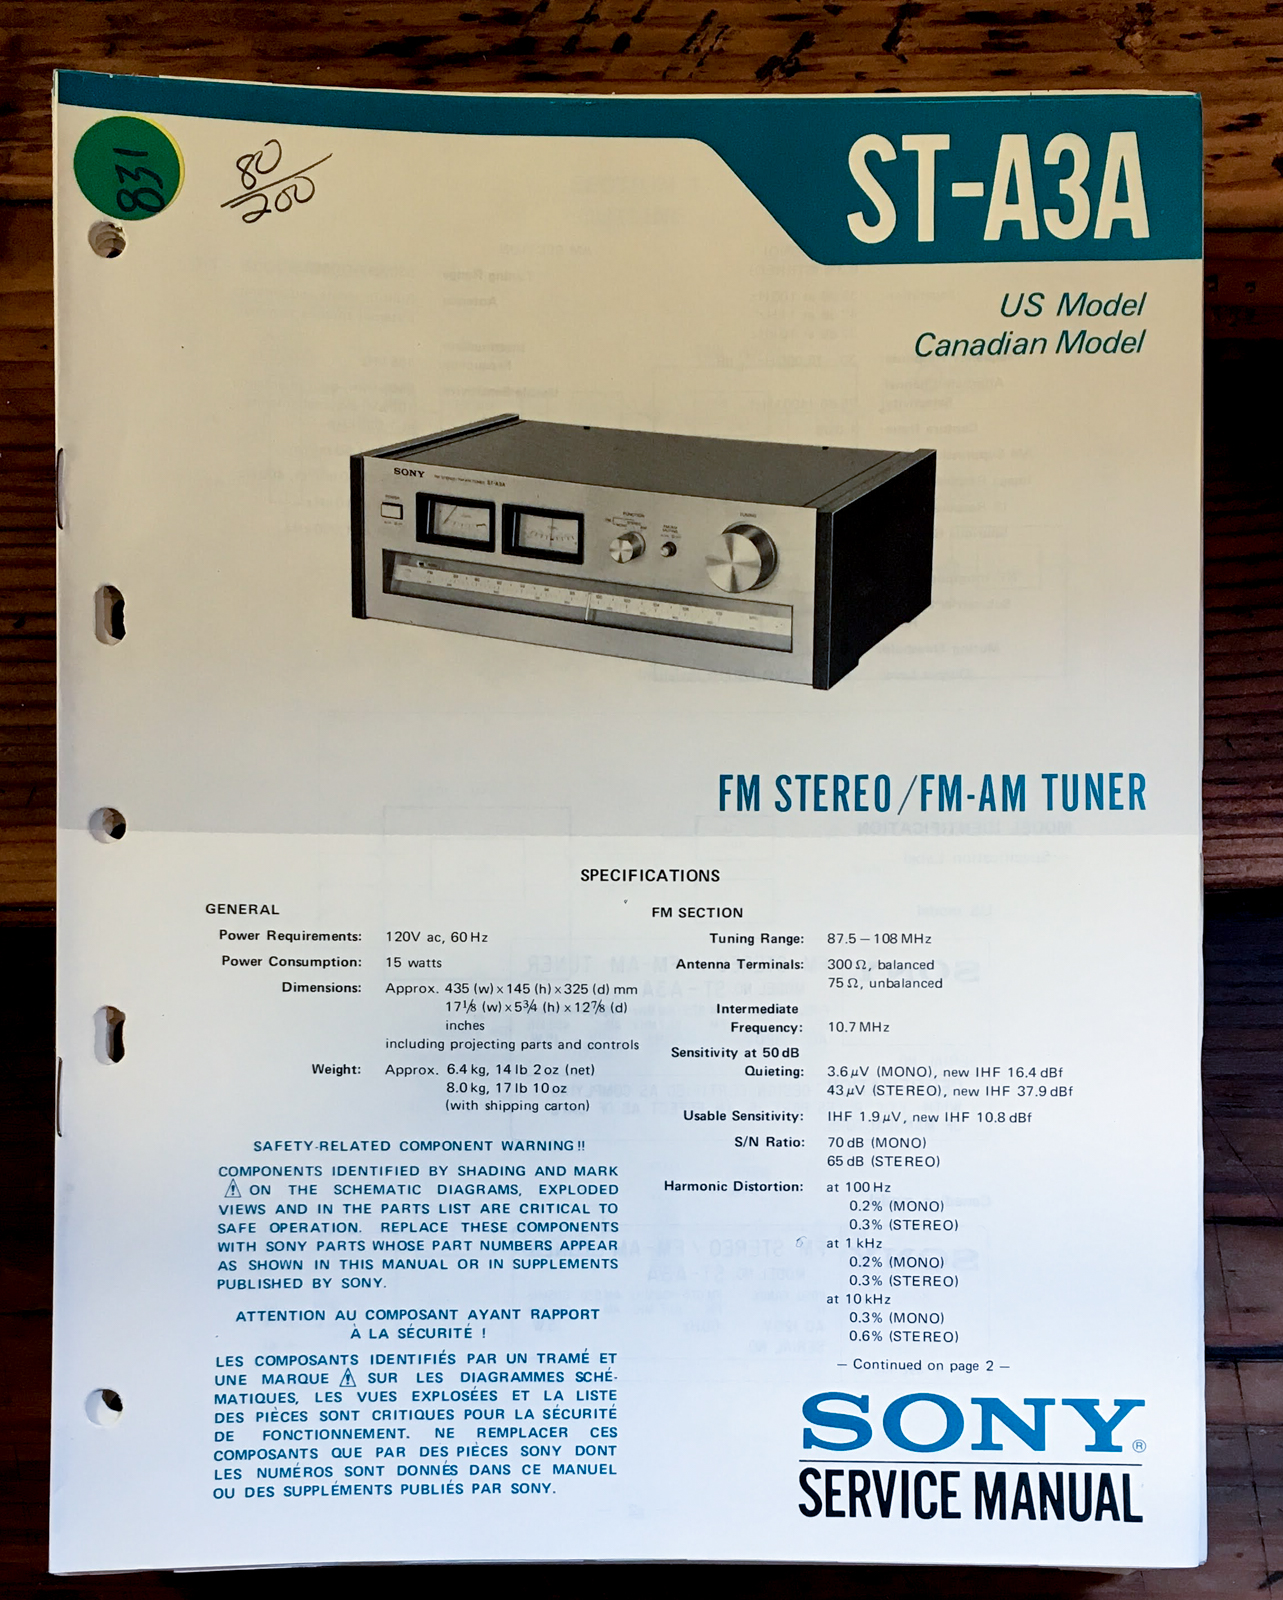 831
80
200
ST-A3A
US Model
Canadian Model
SONY
ST-A3A
POWER
FUNCTION
TUNING
FM STEREO/FM-AM TUNER
SPECIFICATIONS
GENERAL
Power Requirements: 120V ac, 60 Hz
Power Consumption: 15 watts
Dimensions: Approx. 435 (w) x 145 (h) x 325 (d) mm
17⅛ (w) x 5¾ (h) x 12⅞ (d)
inches
including projecting parts and controls
Weight: Approx. 6.4 kg, 14 lb 2 oz (net)
8.0 kg, 17 lb 10 oz
(with shipping carton)
SAFETY-RELATED COMPONENT WARNING!!
COMPONENTS IDENTIFIED BY SHADING AND MARK
⚠ ON THE SCHEMATIC DIAGRAMS, EXPLODED
VIEWS AND IN THE PARTS LIST ARE CRITICAL TO
SAFE OPERATION. REPLACE THESE COMPONENTS
WITH SONY PARTS WHOSE PART NUMBERS APPEAR
AS SHOWN IN THIS MANUAL OR IN SUPPLEMENTS
PUBLISHED BY SONY.
ATTENTION AU COMPOSANT AYANT RAPPORT
À LA SÉCURITÉ !
LES COMPOSANTS IDENTIFIÉS PAR UN TRAMÉ ET
UNE MARQUE ⚠ SUR LES DIAGRAMMES SCHÉ-
MATIQUES, LES VUES EXPLOSÉES ET LA LISTE
DES PIÈCES SONT CRITIQUES POUR LA SÉCURITÉ
DE FONCTIONNEMENT. NE REMPLACER CES
COMPOSANTS QUE PAR DES PIÈCES SONY DONT
LES NUMÉROS SONT DONNÉS DANS CE MANUEL
OU DES SUPPLÉMENTS PUBLIÉS PAR SONY.
FM SECTION
Tuning Range: 87.5 – 108 MHz
Antenna Terminals: 300 Ω, balanced
75 Ω, unbalanced
Intermediate
Frequency: 10.7 MHz
Sensitivity at 50 dB
Quieting: 3.6 μV (MONO), new IHF 16.4 dBf
43 μV (STEREO), new IHF 37.9 dBf
Usable Sensitivity: IHF 1.9 μV, new IHF 10.8 dBf
S/N Ratio: 70 dB (MONO)
65 dB (STEREO)
Harmonic Distortion: at 100 Hz
0.2% (MONO)
0.3% (STEREO)
at 1 kHz
0.2% (MONO)
0.3% (STEREO)
at 10 kHz
0.3% (MONO)
0.6% (STEREO)
— Continued on page 2 —
SONY®
SERVICE MANUAL